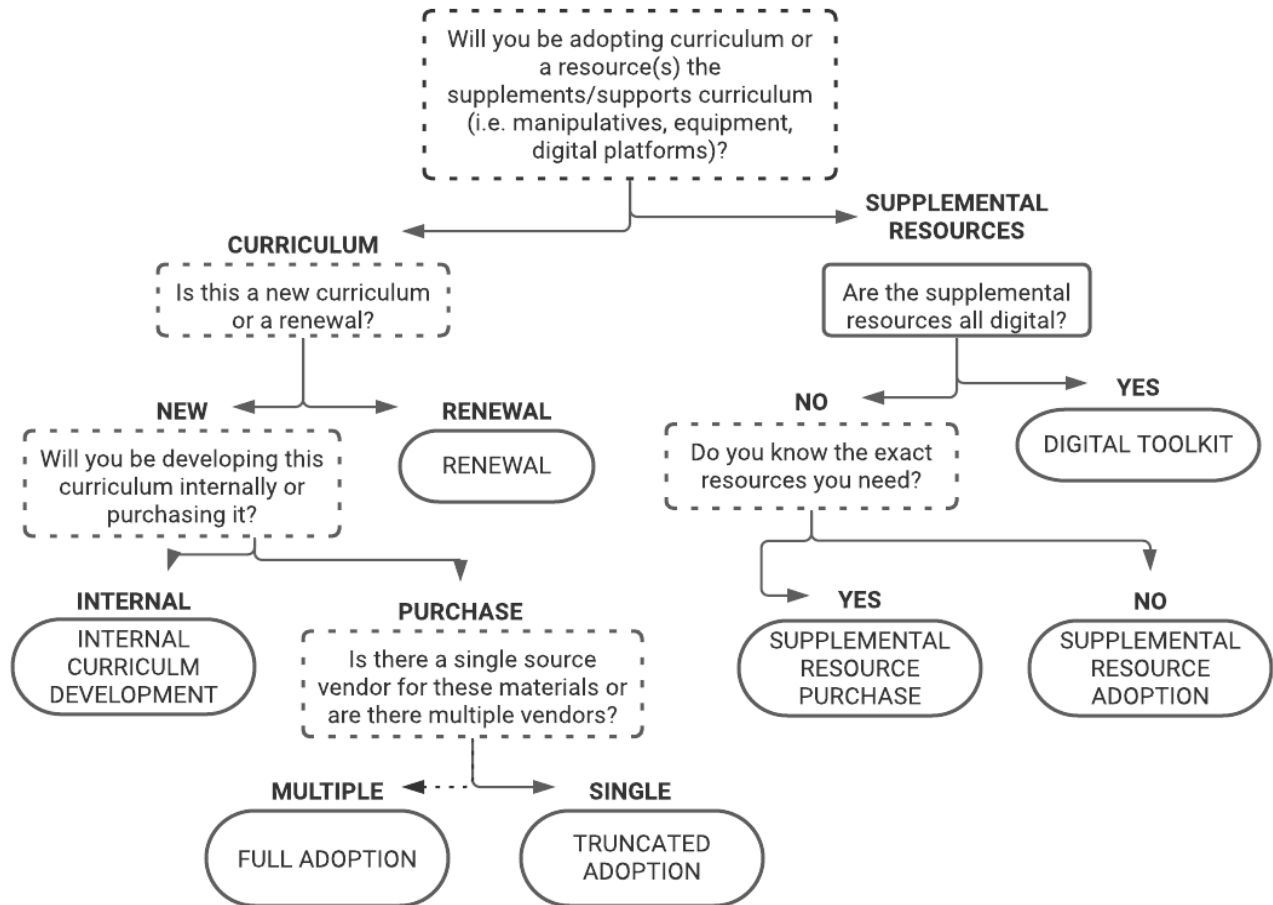 Will you be adopting curriculum or
a resource(s) the
supplements/supports curriculum
(i.e. manipulatives, equipment,
digital platforms)?
CURRICULUM
SUPPLEMENTAL
RESOURCES
Is this a new curriculum
or a renewal?
Are the supplemental
resources all digital?
NEW
RENEWAL
NO
YES
Will you be developing this
curriculum internally or
purchasing it?
RENEWAL
Do you know the exact
resources you need?
DIGITAL TOOLKIT
INTERNAL
PURCHASE
YES
NO
INTERNAL
CURRICULM
DEVELOPMENT
Is there a single source
vendor for these materials or
are there multiple vendors?
SUPPLEMENTAL
RESOURCE
PURCHASE
SUPPLEMENTAL
RESOURCE
ADOPTION
MULTIPLE
SINGLE
FULL ADOPTION
TRUNCATED
ADOPTION